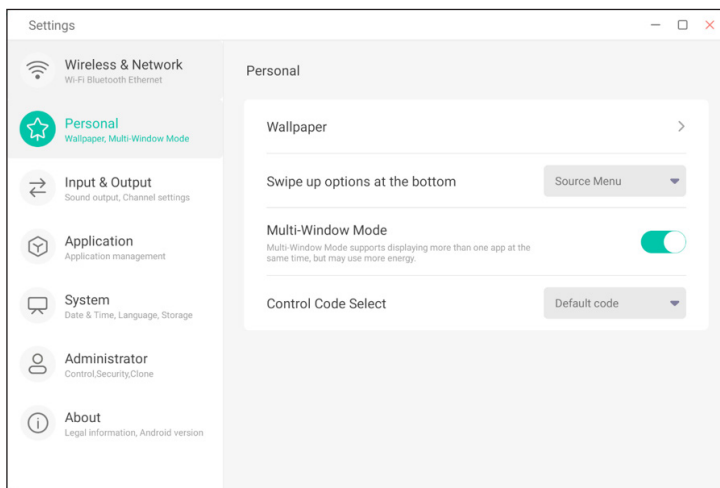 Settings
Wireless & Network
Wi-Fi Bluetooth Ethernet
Personal
Wallpaper, Multi-Window Mode
Input & Output
Sound output, Channel settings
Application
Application management
System
Date & Time, Language, Storage
Administrator
Control,Security,Clone
About
Legal information, Android version
Personal
Wallpaper
Swipe up options at the bottom
Source Menu
Multi-Window Mode
Multi-Window Mode supports displaying more than one app at the
same time, but may use more energy.
Control Code Select
Default code